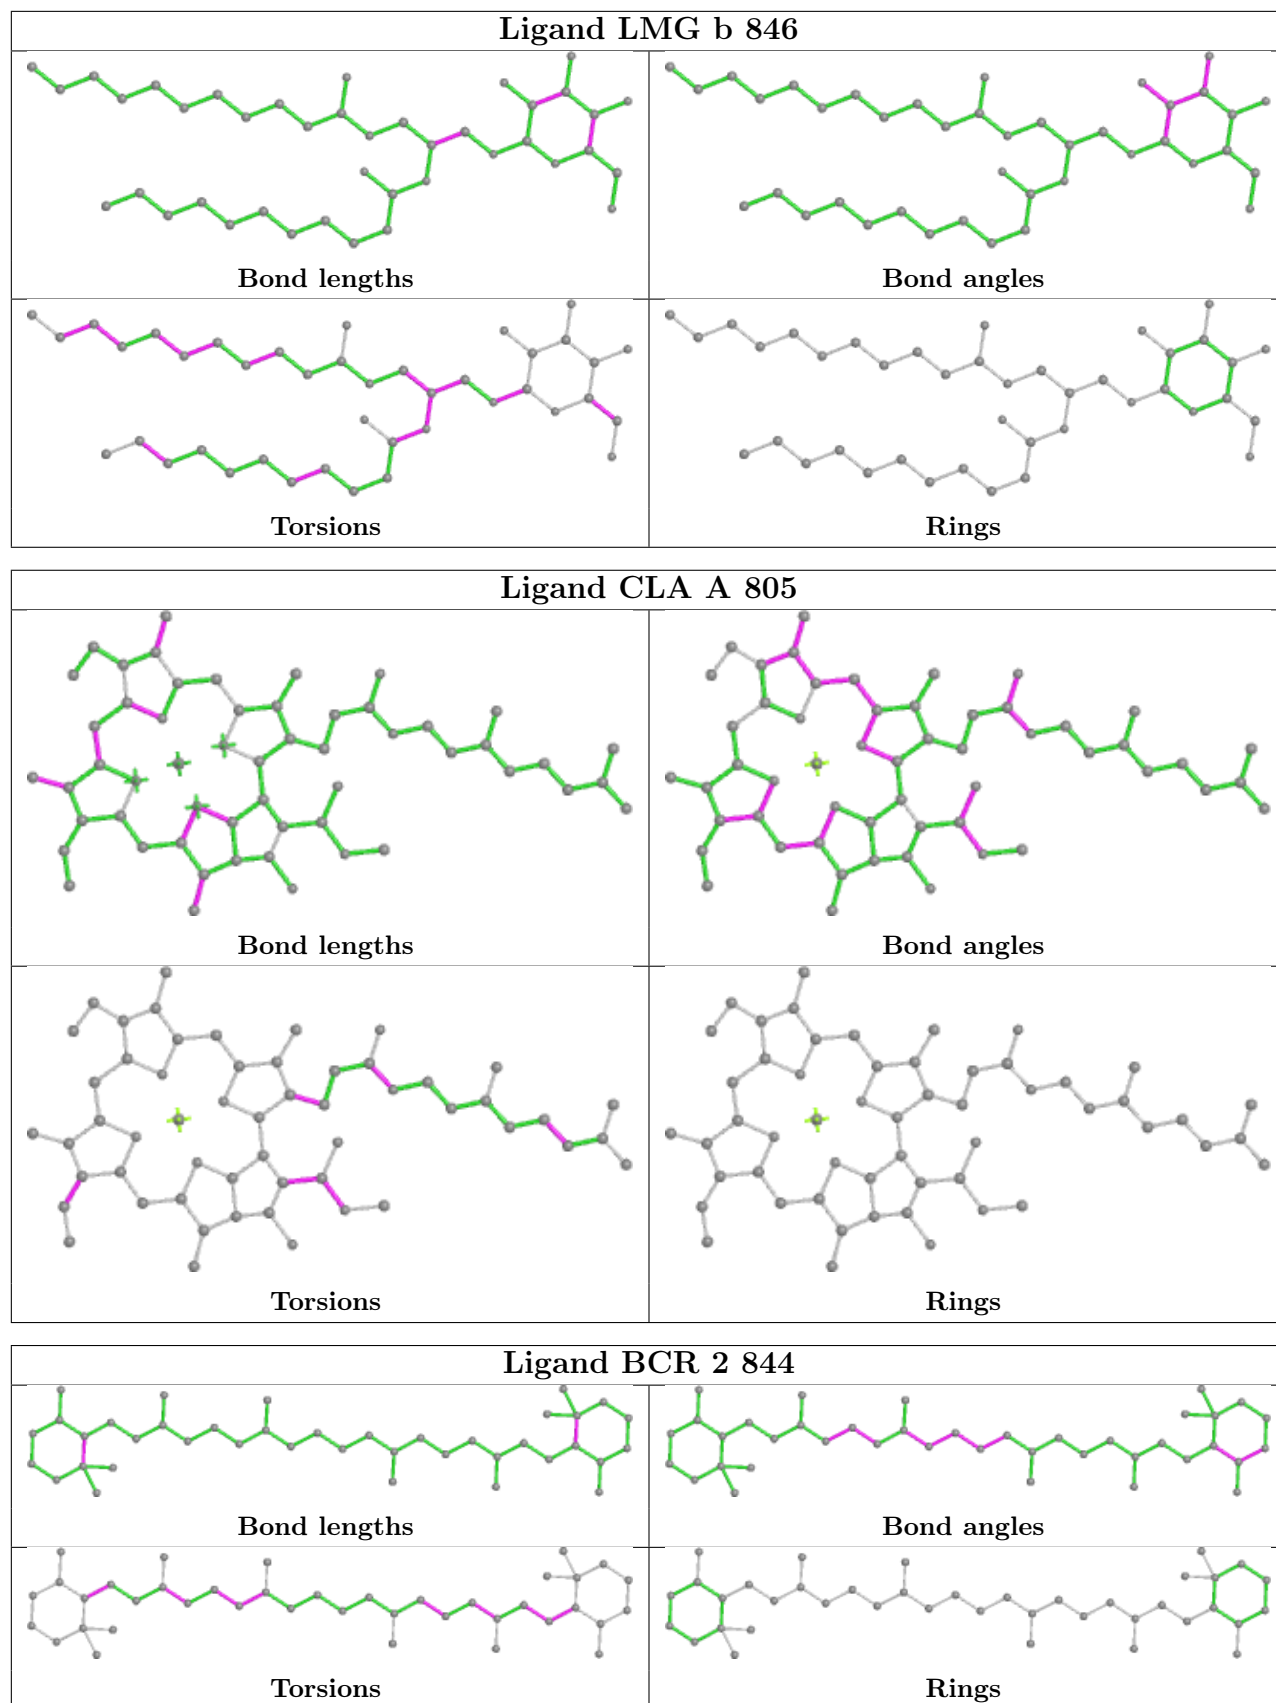 Ligand LMG b 846
Bond lengths
Bond angles
Torsions
Rings
Ligand CLA A 805
Bond lengths
Bond angles
Torsions
Rings
Ligand BCR 2 844
Bond lengths
Bond angles
Torsions
Rings